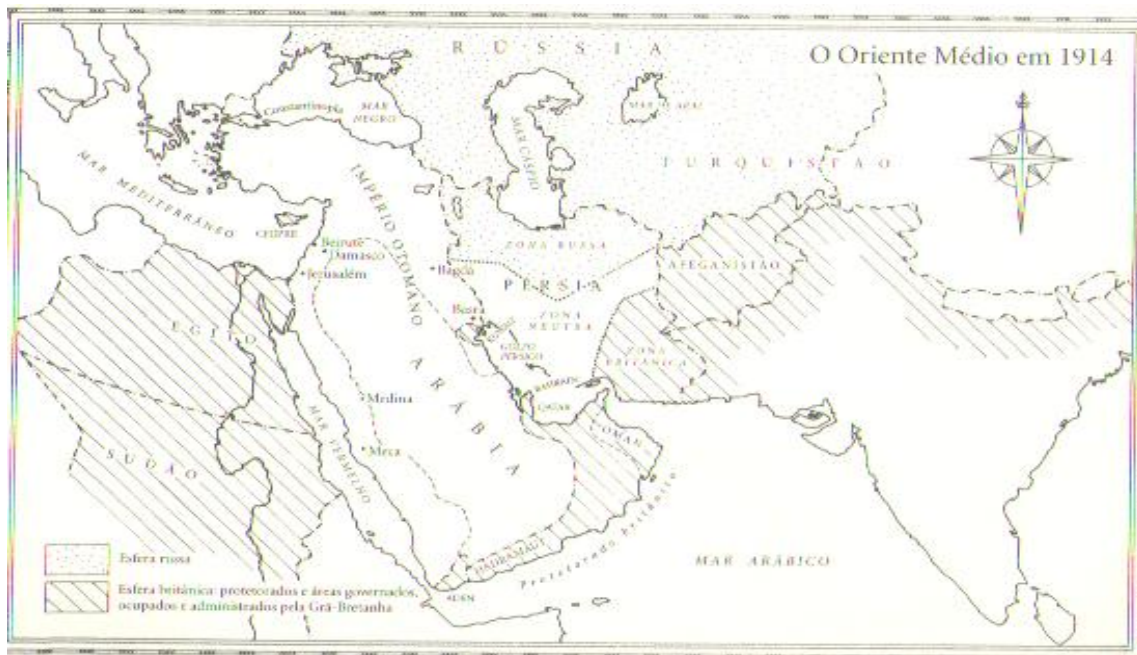 RÚSSIA
O Oriente Médio em 1914
Constantinopla
MAR
NEGRO
MAR CÁSPIO
MAR D'ARAL
TURQUISTÃO
MAR MEDITERRÂNEO
CHIPRE
IMPÉRIO OTOMANO
ZONA RUSSA
Beirute
Damasco
Jerusalém
Bagdá
PÉRSIA
AFEGANISTÃO
Basra
ZONA
NEUTRA
EGITO
GOLFO
PÉRSICO
ZONA
BRITÂNICA
ARÁBIA
BAHREIN
QATAR
Medina
OMAN
MAR VERMELHO
Meca
SUDÃO
HADRAMAUT
Protetorado britânico
MAR ARÁBICO
ADEN
Esfera russa
Esfera britânica: protetorados e áreas governados,
ocupados e administrados pela Grã-Bretanha